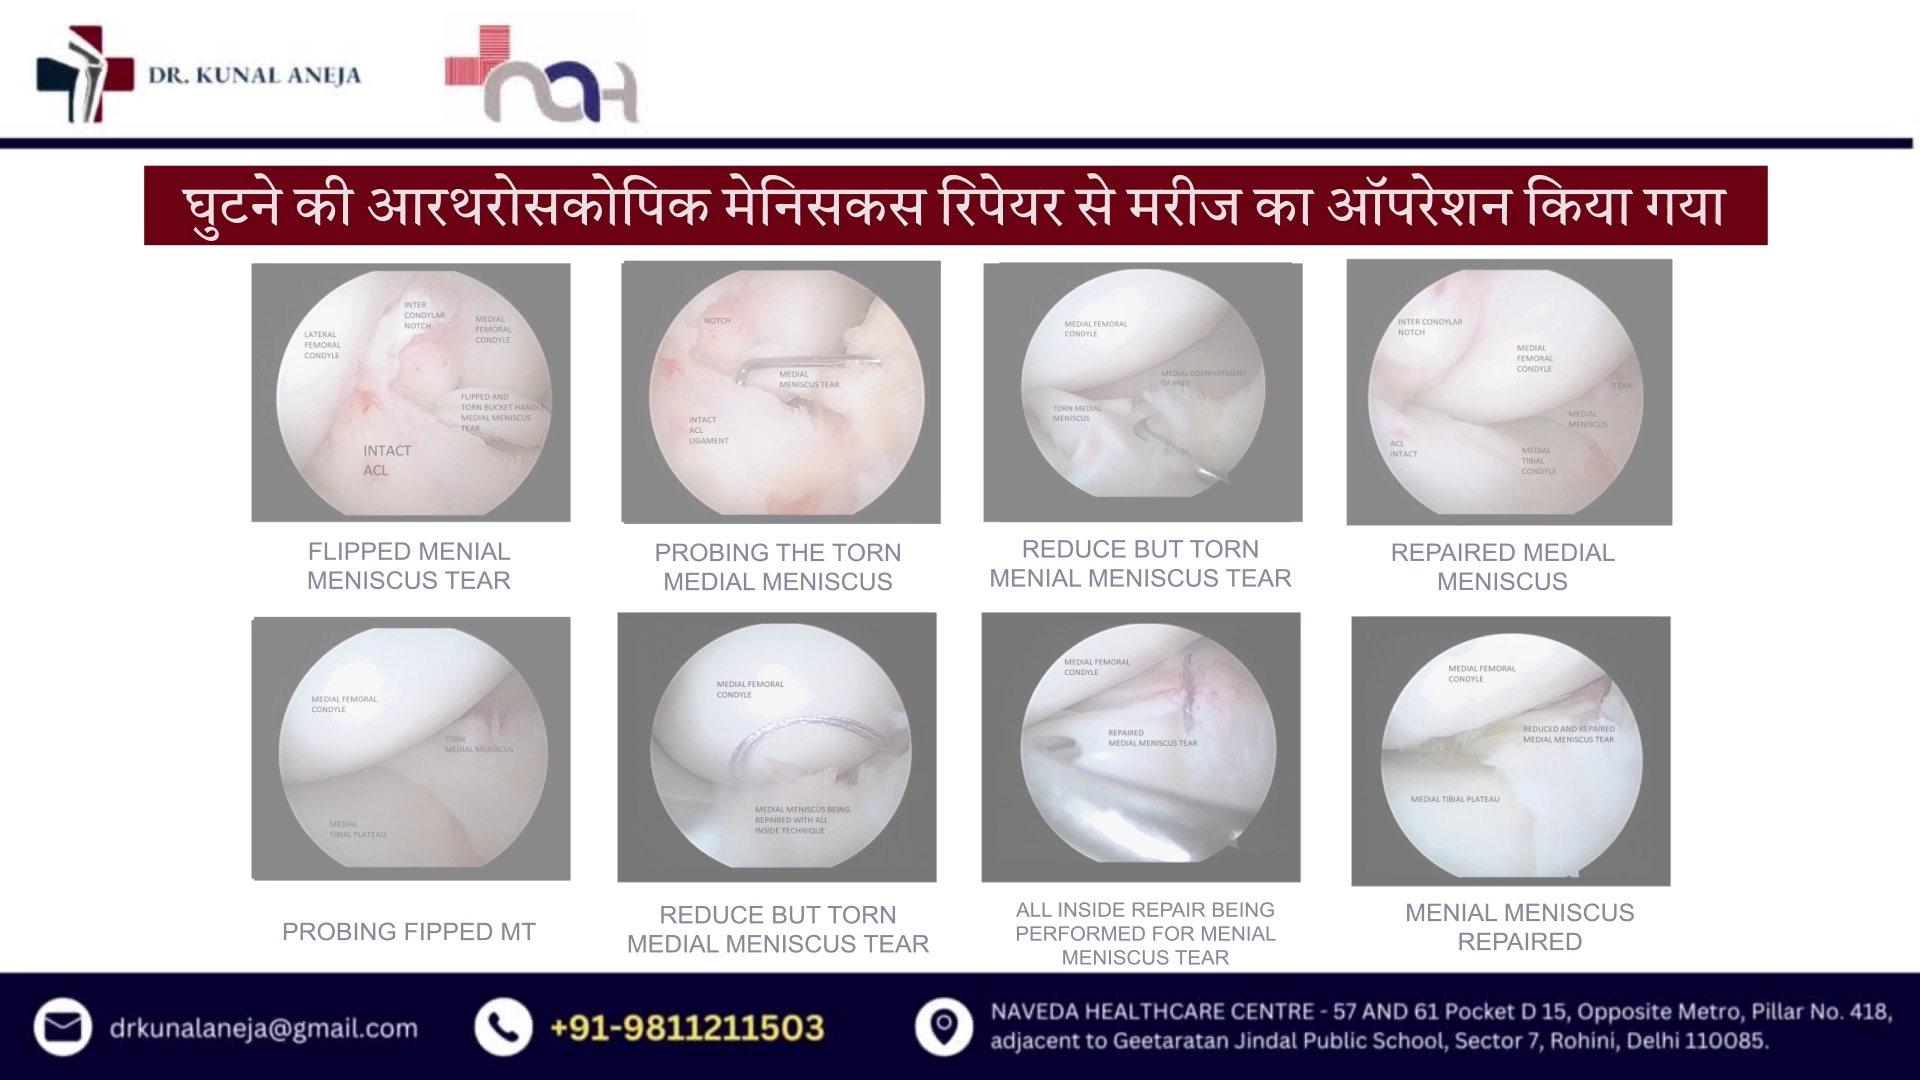 DR. KUNAL ANEJA
naH
घुटने की आरथरोसकोपिक मेनिसकस रिपेयर से मरीज का ऑपरेशन किया गया
LATERAL
FEMORAL
CONDYLE
INTER
CONDYLAR
NOTCH
MEDIAL
FEMORAL
CONDYLE
FLIPPED AND
TORN BUCKET HANDLE
MEDIAL MENISCUS
TEAR
INTACT
ACL
NOTCH
MEDIAL
MENISCUS TEAR
INTACT
ACL
LIGAMENT
MEDIAL FEMORAL
CONDYLE
MEDIAL COMPARTMENT
OF KNEE
TORN MEDIAL
MENISCUS
INTER CONDYLAR
NOTCH
MEDIAL
FEMORAL
CONDYLE
TEAR
MEDIAL
MENISCUS
ACL
INTACT
MEDIAL
TIBIAL
CONDYLE
FLIPPED MENIAL
MENISCUS TEAR
PROBING THE TORN
MEDIAL MENISCUS
REDUCE BUT TORN
MENIAL MENISCUS TEAR
REPAIRED MEDIAL
MENISCUS
MEDIAL FEMORAL
CONDYLE
TORN
MEDIAL MENISCUS
MEDIAL
TIBIAL PLATEAU
MEDIAL FEMORAL
CONDYLE
MEDIAL MENISCUS BEING
REPAIRED WITH ALL
INSIDE TECHNIQUE
MEDIAL FEMORAL
CONDYLE
REPAIRED
MEDIAL MENISCUS TEAR
MEDIAL FEMORAL
CONDYLE
REDUCED AND REPAIRED
MEDIAL MENISCUS TEAR
MEDIAL TIBIAL PLATEAU
PROBING FIPPED MT
REDUCE BUT TORN
MEDIAL MENISCUS TEAR
ALL INSIDE REPAIR BEING
PERFORMED FOR MENIAL
MENISCUS TEAR
MENIAL MENISCUS
REPAIRED
drkunalaneja@gmail.com
+91-9811211503
NAVEDA HEALTHCARE CENTRE - 57 AND 61 Pocket D 15, Opposite Metro, Pillar No. 418,
adjacent to Geetaratan Jindal Public School, Sector 7, Rohini, Delhi 110085.